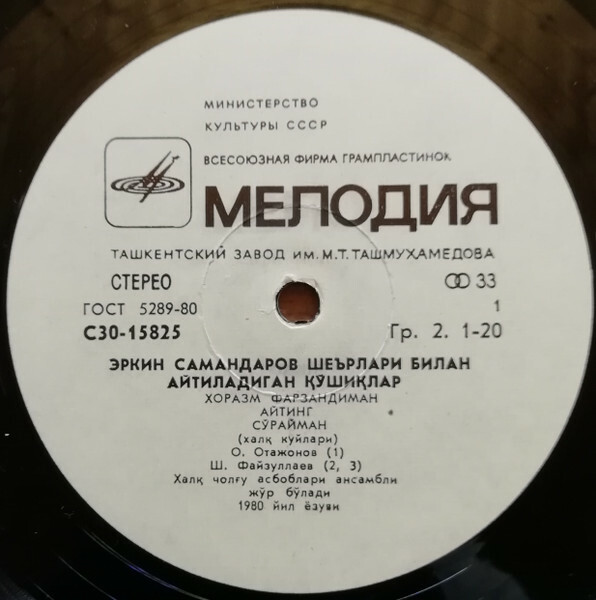 МИНИСТЕРСТВО
КУЛЬТУРЫ СССР
ВСЕСОЮЗНАЯ ФИРМА ГРАМПЛАСТИНОК
МЕЛОДИЯ
ТАШКЕНТСКИЙ ЗАВОД ИМ. М.Т. ТАШМУҲАМЕДОВА
СТЕРЕО 33
ГОСТ 5289-80 1
С30-15825 Гр. 2. 1-20
ЭРКИН САМАНДАРОВ ШЕЪРЛАРИ БИЛАН
АЙТИЛАДИГАН ҚЎШИҚЛАР
ХОРАЗМ ФАРЗАНДИМАН
АЙТИНГ
СЎРАЙМАН
(халқ куйлари)
О. Отажонов (1)
Ш. Файзуллаев (2, 3)
Халқ чолғу асбоблари ансамбли
жўр бўлади
1980 йил ёзуви